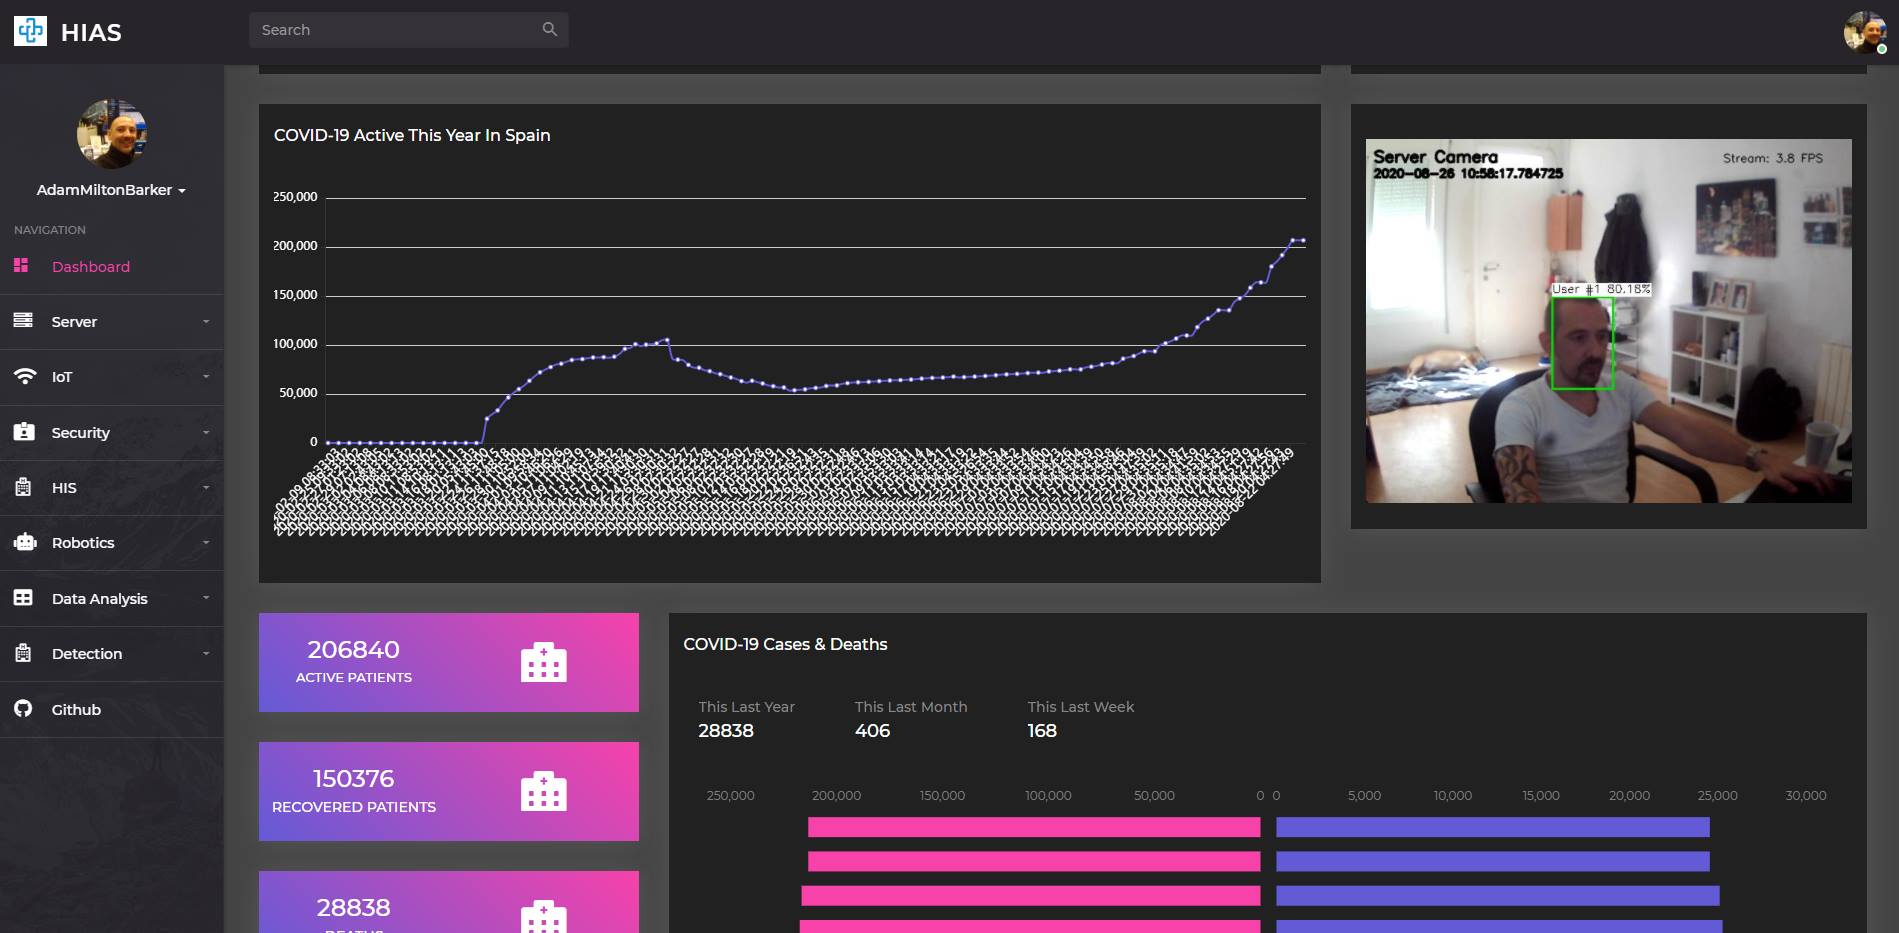 HIAS
Search
AdamMiltonBarker
NAVIGATION
Dashboard
Server
IoT
Security
HIS
Robotics
Data Analysis
Detection
Github
COVID-19 Active This Year In Spain
250,000
200,000
150,000
100,000
50,000
0
Server Camera
Stream: 3.8 FPS
2020-08-26 10:58:17.784725
User #1 80.18%
206840
ACTIVE PATIENTS
150376
RECOVERED PATIENTS
28838
DEATHS
COVID-19 Cases & Deaths
This Last Year
28838
This Last Month
406
This Last Week
168
250,000 200,000 150,000 100,000 50,000 0 0 5,000 10,000 15,000 20,000 25,000 30,000